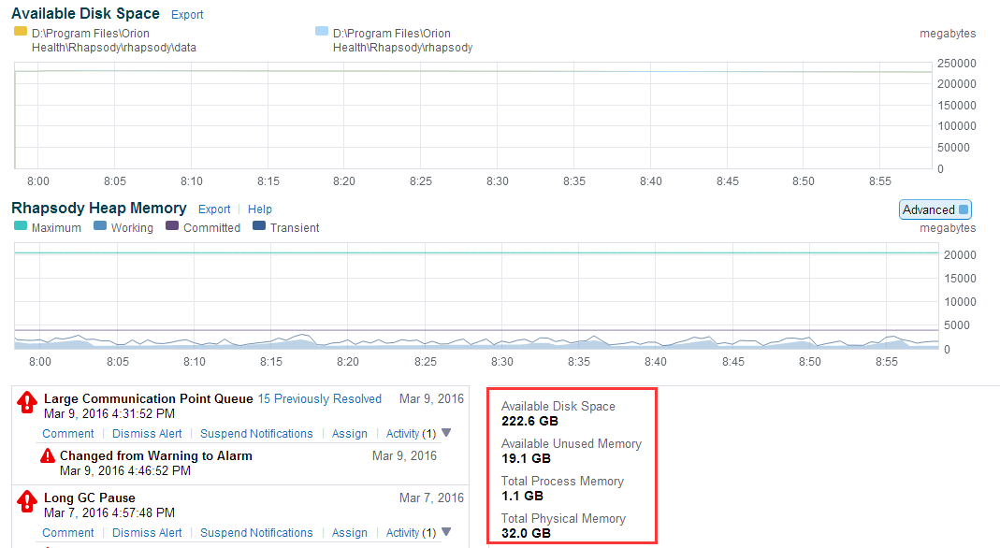 Available Disk Space Export
D:\Program Files\Orion Health\Rhapsody\rhapsody\data
D:\Program Files\Orion Health\Rhapsody\rhapsody
megabytes
250000
200000
150000
100000
50000
0
8:00 8:05 8:10 8:15 8:20 8:25 8:30 8:35 8:40 8:45 8:50 8:55
Rhapsody Heap Memory Export Help
Advanced
Maximum Working Committed Transient
megabytes
20000
15000
10000
5000
0
8:00 8:05 8:10 8:15 8:20 8:25 8:30 8:35 8:40 8:45 8:50 8:55
Large Communication Point Queue 15 Previously Resolved Mar 9, 2016
Mar 9, 2016 4:31:52 PM
Comment Dismiss Alert Suspend Notifications Assign Activity (1)
Changed from Warning to Alarm Mar 9, 2016
Mar 9, 2016 4:46:52 PM
Long GC Pause Mar 7, 2016
Mar 7, 2016 4:57:48 PM
Comment Dismiss Alert Suspend Notifications Assign Activity (1)
Available Disk Space
222.6 GB
Available Unused Memory
19.1 GB
Total Process Memory
1.1 GB
Total Physical Memory
32.0 GB